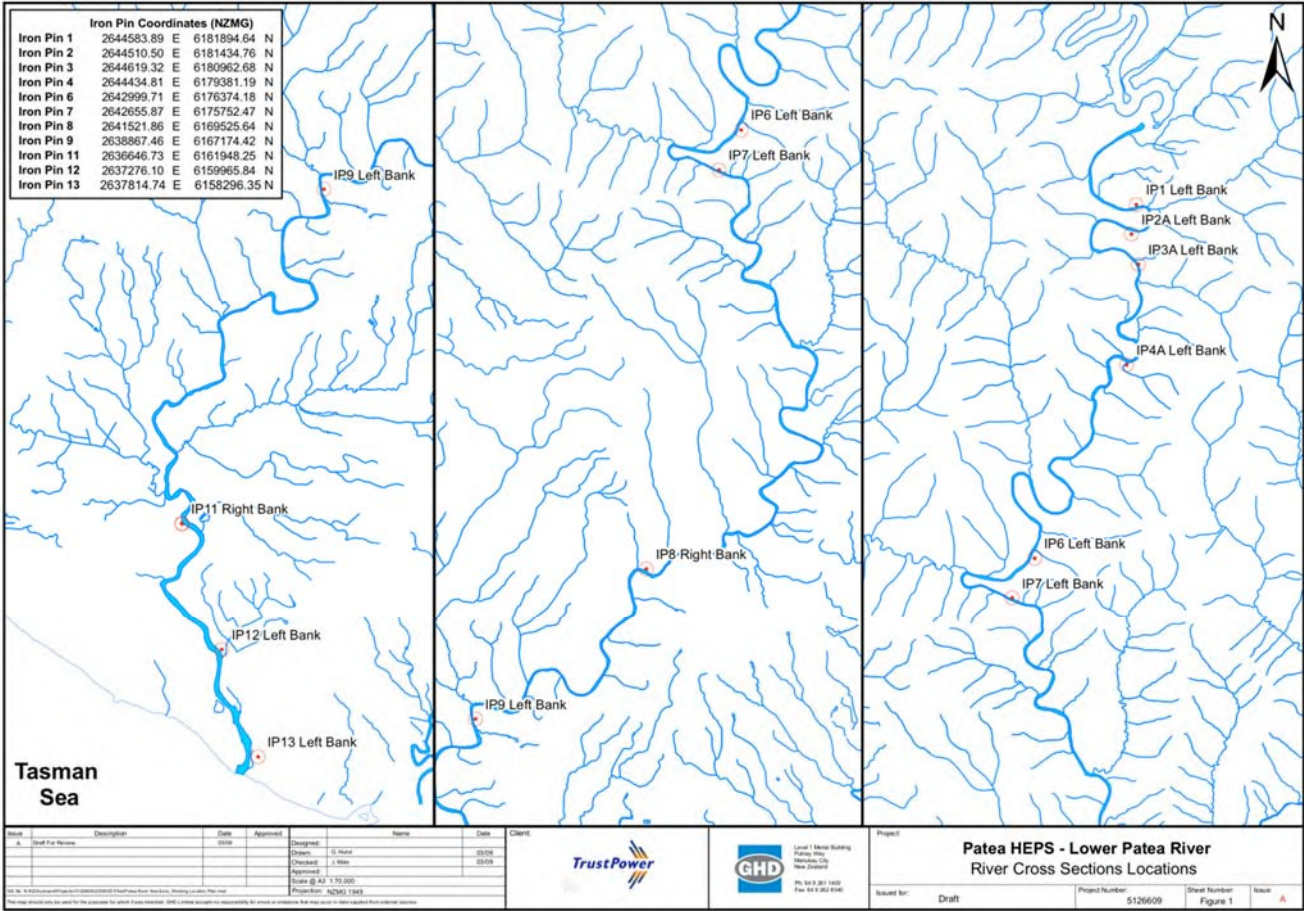 Iron Pin Coordinates (NZMG)
Iron Pin 1 2644583.89 E 6181894.64 N
Iron Pin 2 2644510.50 E 6181434.76 N
Iron Pin 3 2644619.32 E 6180962.68 N
Iron Pin 4 2644434.81 E 6179381.19 N
Iron Pin 6 2642999.71 E 6176374.18 N
Iron Pin 7 2642655.87 E 6175752.47 N
Iron Pin 8 2641521.86 E 6169525.64 N
Iron Pin 9 2638867.46 E 6167174.42 N
Iron Pin 11 2636646.73 E 6161948.25 N
Iron Pin 12 2637276.10 E 6159965.84 N
Iron Pin 13 2637814.74 E 6158296.35 N
IP9 Left Bank
IP11 Right Bank
IP12 Left Bank
IP13 Left Bank
Tasman
Sea
IP6 Left Bank
IP7 Left Bank
IP8 Right Bank
IP9 Left Bank
N
IP1 Left Bank
IP2A Left Bank
IP3A Left Bank
IP4A Left Bank
IP6 Left Bank
IP7 Left Bank
Issue Description Date Approved
A Draft For Review 03/09
Name Date
Designed:
Drawn: G. Hurst 03/09
Checked: 03/09
Approved:
Scale @ A3 1:70,000
Projection: NZMG 1949
Client:
TrustPower
GHD
Project:
Patea HEPS - Lower Patea River
River Cross Sections Locations
Issued for: Draft
Project Number: 5126609
Sheet Number: Figure 1
Issue: A